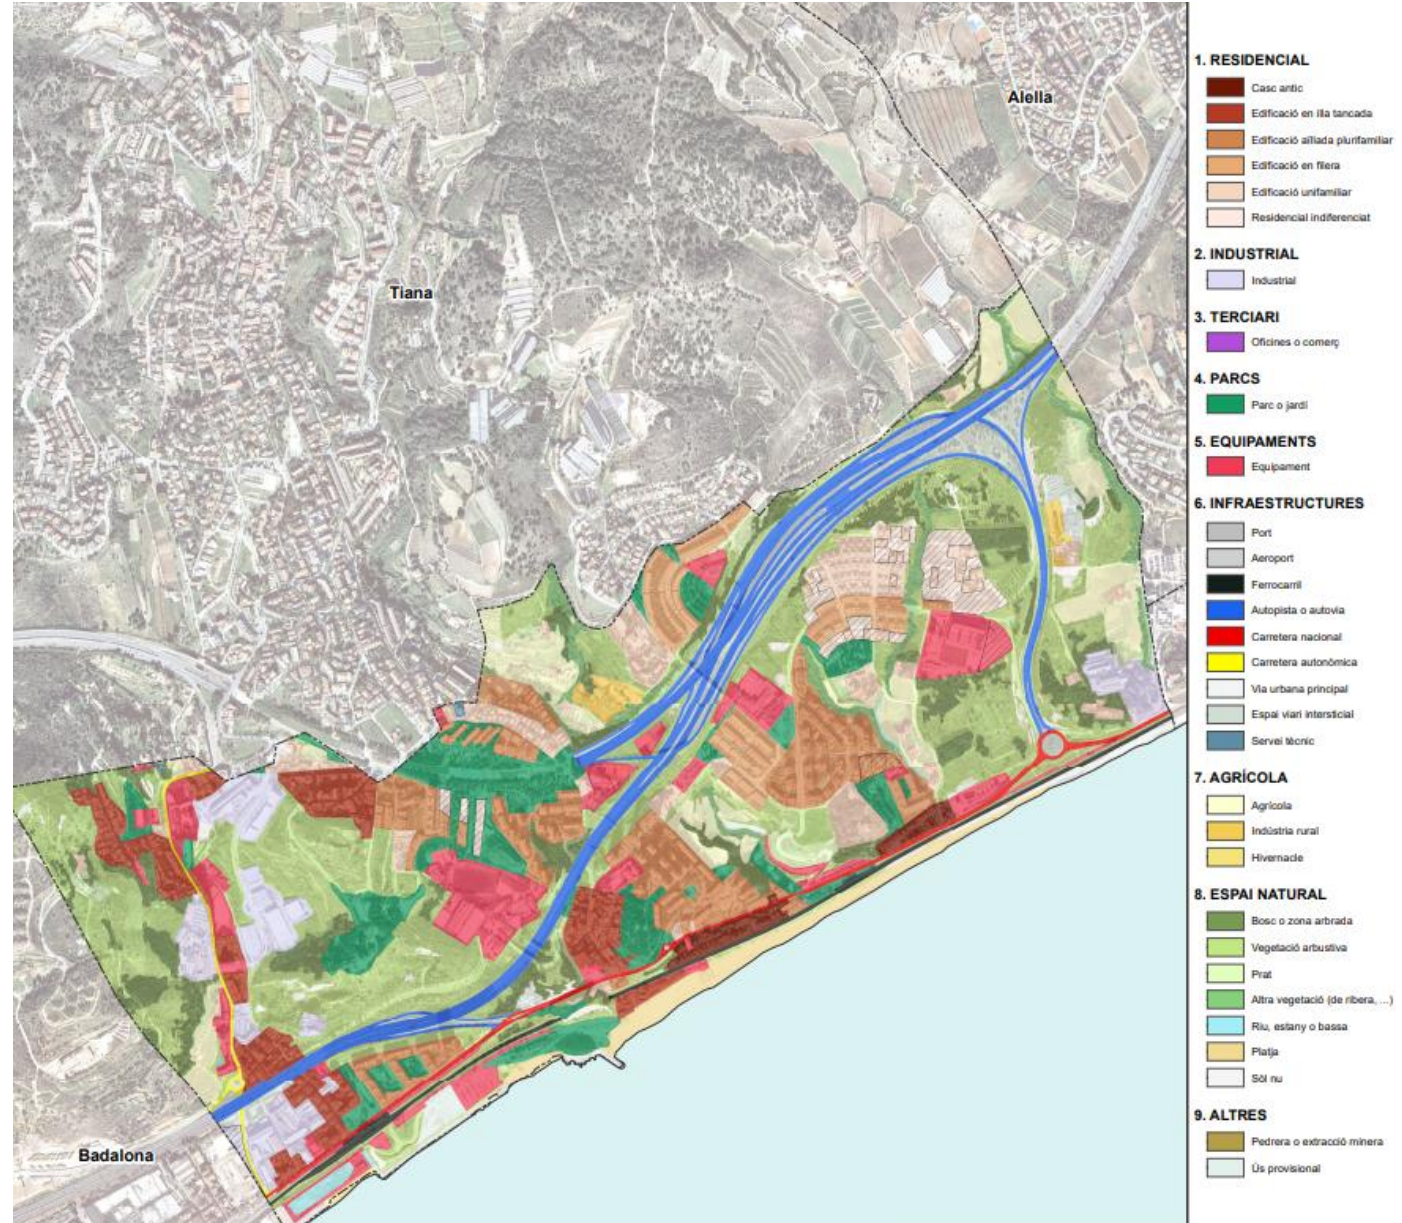 Alella
Tiana
Badalona
1. RESIDENCIAL
Casc antic
Edificació en illa tancada
Edificació aïllada plurifamiliar
Edificació en filera
Edificació unifamiliar
Residencial indiferenciat
2. INDUSTRIAL
Industrial
3. TERCIARI
Oficines o comerç
4. PARCS
Parc o jardí
5. EQUIPAMENTS
Equipament
6. INFRAESTRUCTURES
Port
Aeroport
Ferrocarril
Autopista o autovia
Carretera nacional
Carretera autonòmica
Via urbana principal
Espai viari intersticial
Servei tècnic
7. AGRÍCOLA
Agrícola
Indústria rural
Hivernacle
8. ESPAI NATURAL
Bosc o zona arbrada
Vegetació arbustiva
Prat
Altra vegetació (de ribera, ...)
Riu, estany o bassa
Platja
Sòl nu
9. ALTRES
Pedrera o extracció minera
Ús provisional